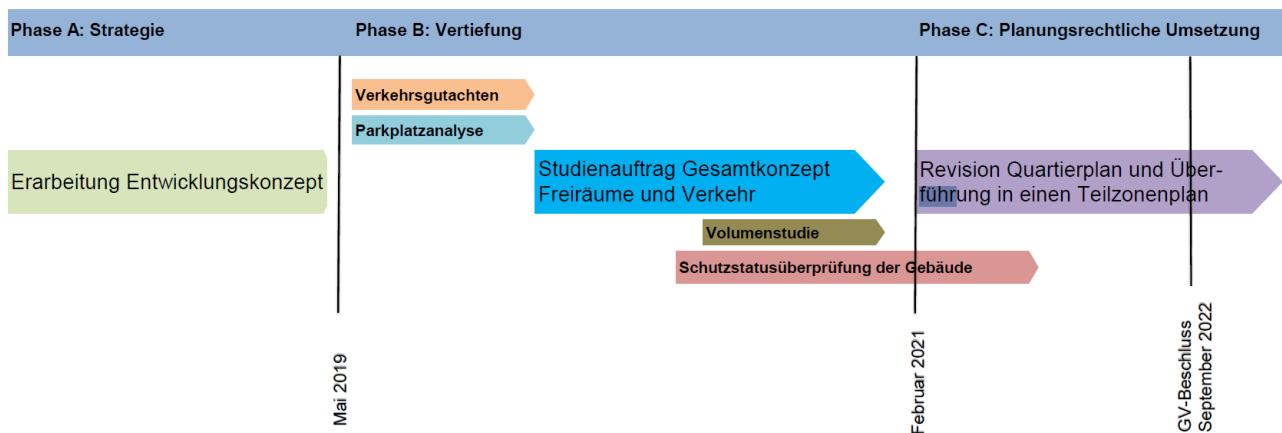 Phase A: Strategie
Phase B: Vertiefung
Phase C: Planungsrechtliche Umsetzung
Verkehrsgutachten
Parkplatzanalyse
Erarbeitung Entwicklungskonzept
Studienauftrag Gesamtkonzept
Freiräume und Verkehr
Revision Quartierplan und Über-
führung in einen Teilzonenplan
Volumenstudie
Schutzstatusüberprüfung der Gebäude
Mai 2019
Februar 2021
GV-Beschluss
September 2022